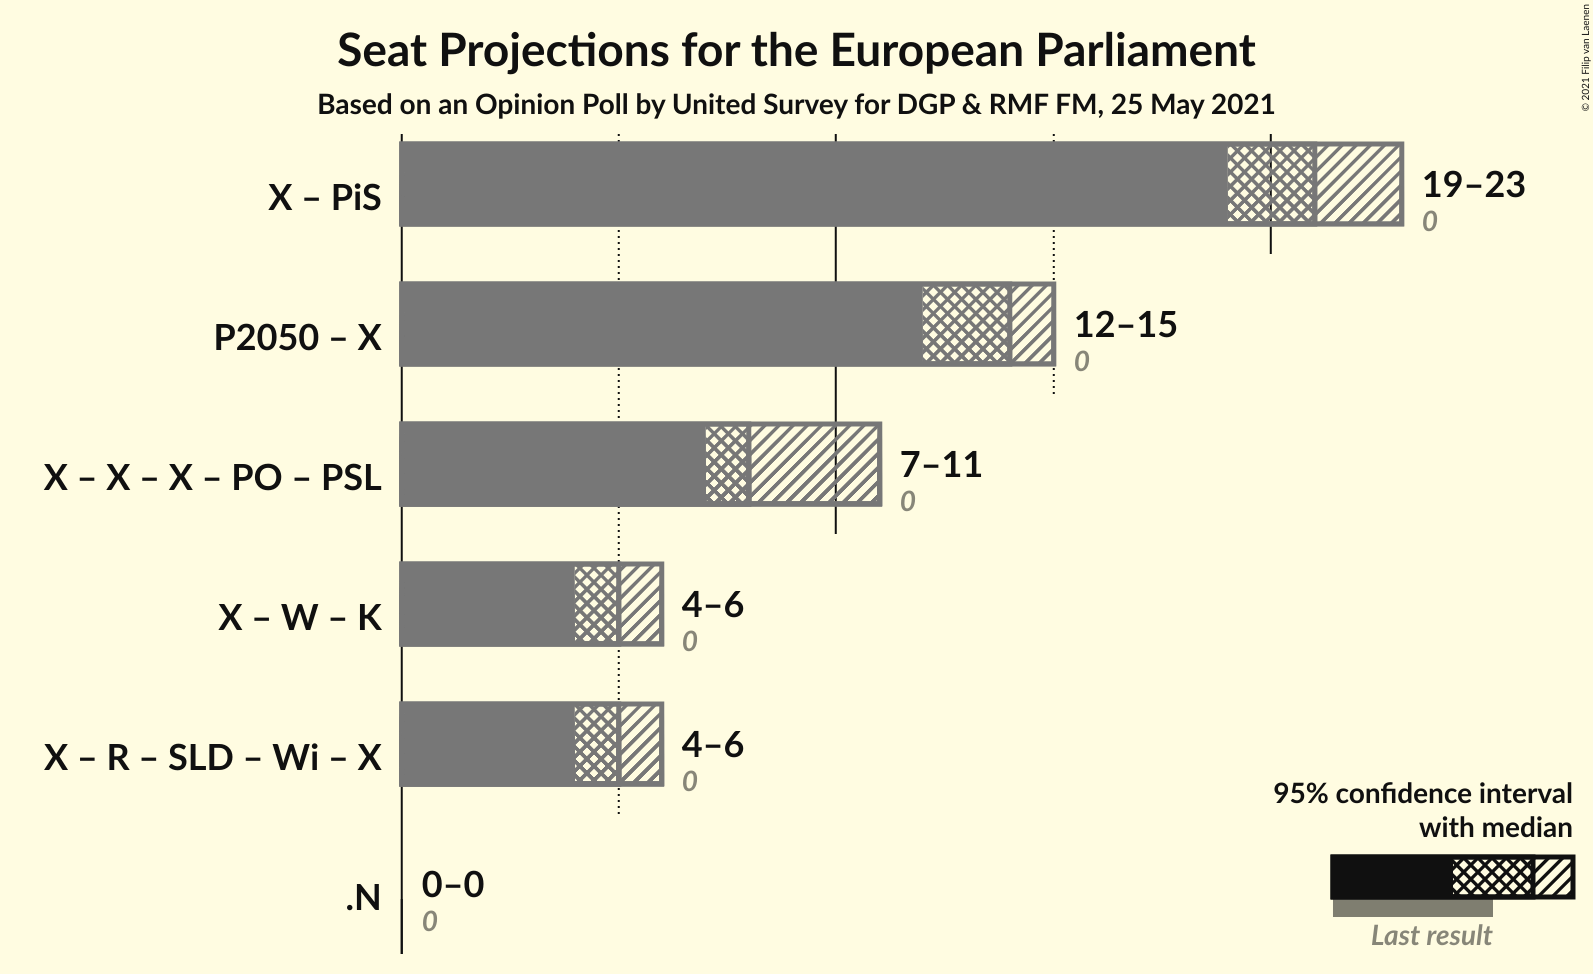 Seat Projections for the European Parliament
Based on an Opinion Poll by United Survey for DGP & RMF FM, 25 May 2021
© 2021 Filip van Laenen
X – PiS
19–23
0
P2050 – X
12–15
0
X – X – X – PO – PSL
7–11
0
X – W – K
4–6
0
X – R – SLD – Wi – X
4–6
0
.N
0–0
0
95% confidence interval
with median
Last result